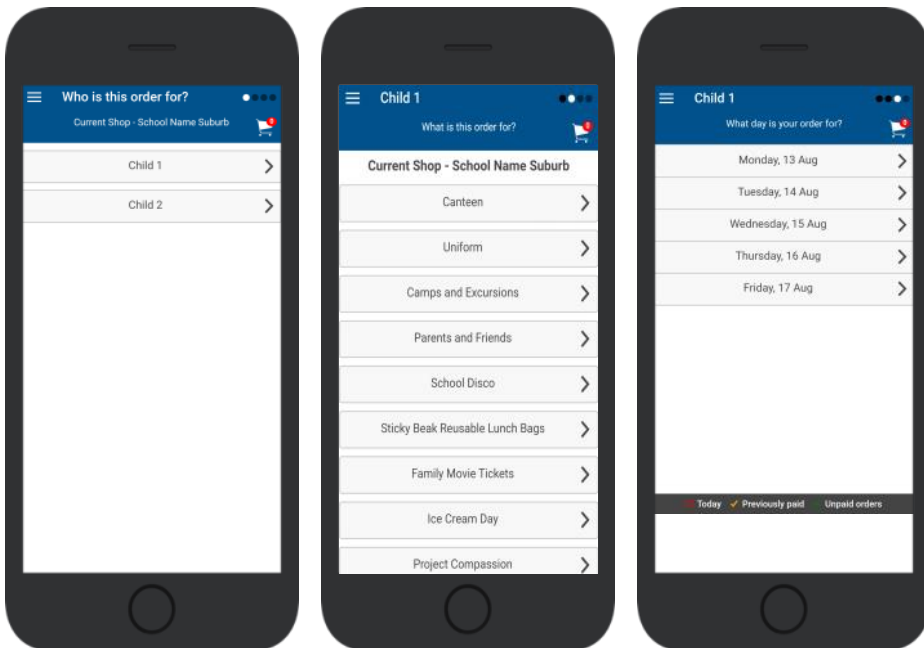 Who is this order for?
Current Shop - School Name Suburb
0
Child 1
Child 2
Child 1
What is this order for?
0
Current Shop - School Name Suburb
Canteen
Uniform
Camps and Excursions
Parents and Friends
School Disco
Sticky Beak Reusable Lunch Bags
Family Movie Tickets
Ice Cream Day
Project Compassion
Child 1
What day is your order for?
0
Monday, 13 Aug
Tuesday, 14 Aug
Wednesday, 15 Aug
Thursday, 16 Aug
Friday, 17 Aug
Today ✓ Previously paid Unpaid orders